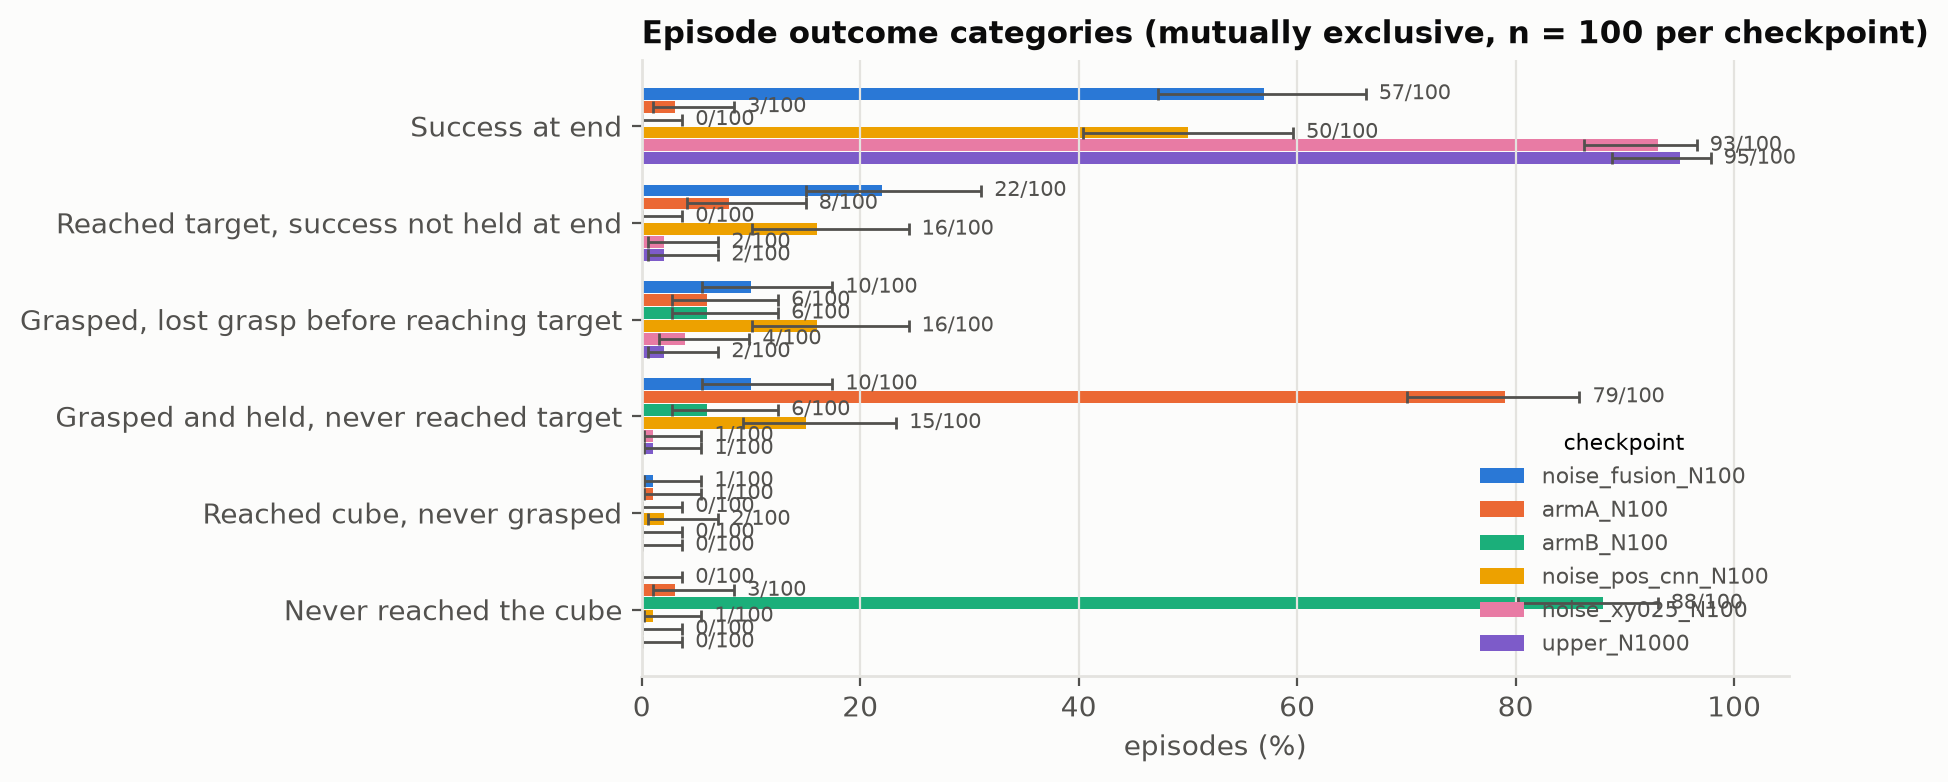 Episode outcome categories (mutually exclusive, n = 100 per checkpoint)
Success at end
57/100
3/100
0/100
50/100
93/100
95/100
Reached target, success not held at end
22/100
8/100
0/100
16/100
2/100
2/100
Grasped, lost grasp before reaching target
10/100
6/100
6/100
16/100
4/100
2/100
Grasped and held, never reached target
10/100
79/100
6/100
15/100
1/100
1/100
Reached cube, never grasped
1/100
1/100
0/100
2/100
0/100
0/100
Never reached the cube
0/100
3/100
88/100
1/100
0/100
0/100
checkpoint
noise_fusion_N100
armA_N100
armB_N100
noise_pos_cnn_N100
noise_xy025_N100
upper_N1000
0 20 40 60 80 100
episodes (%)